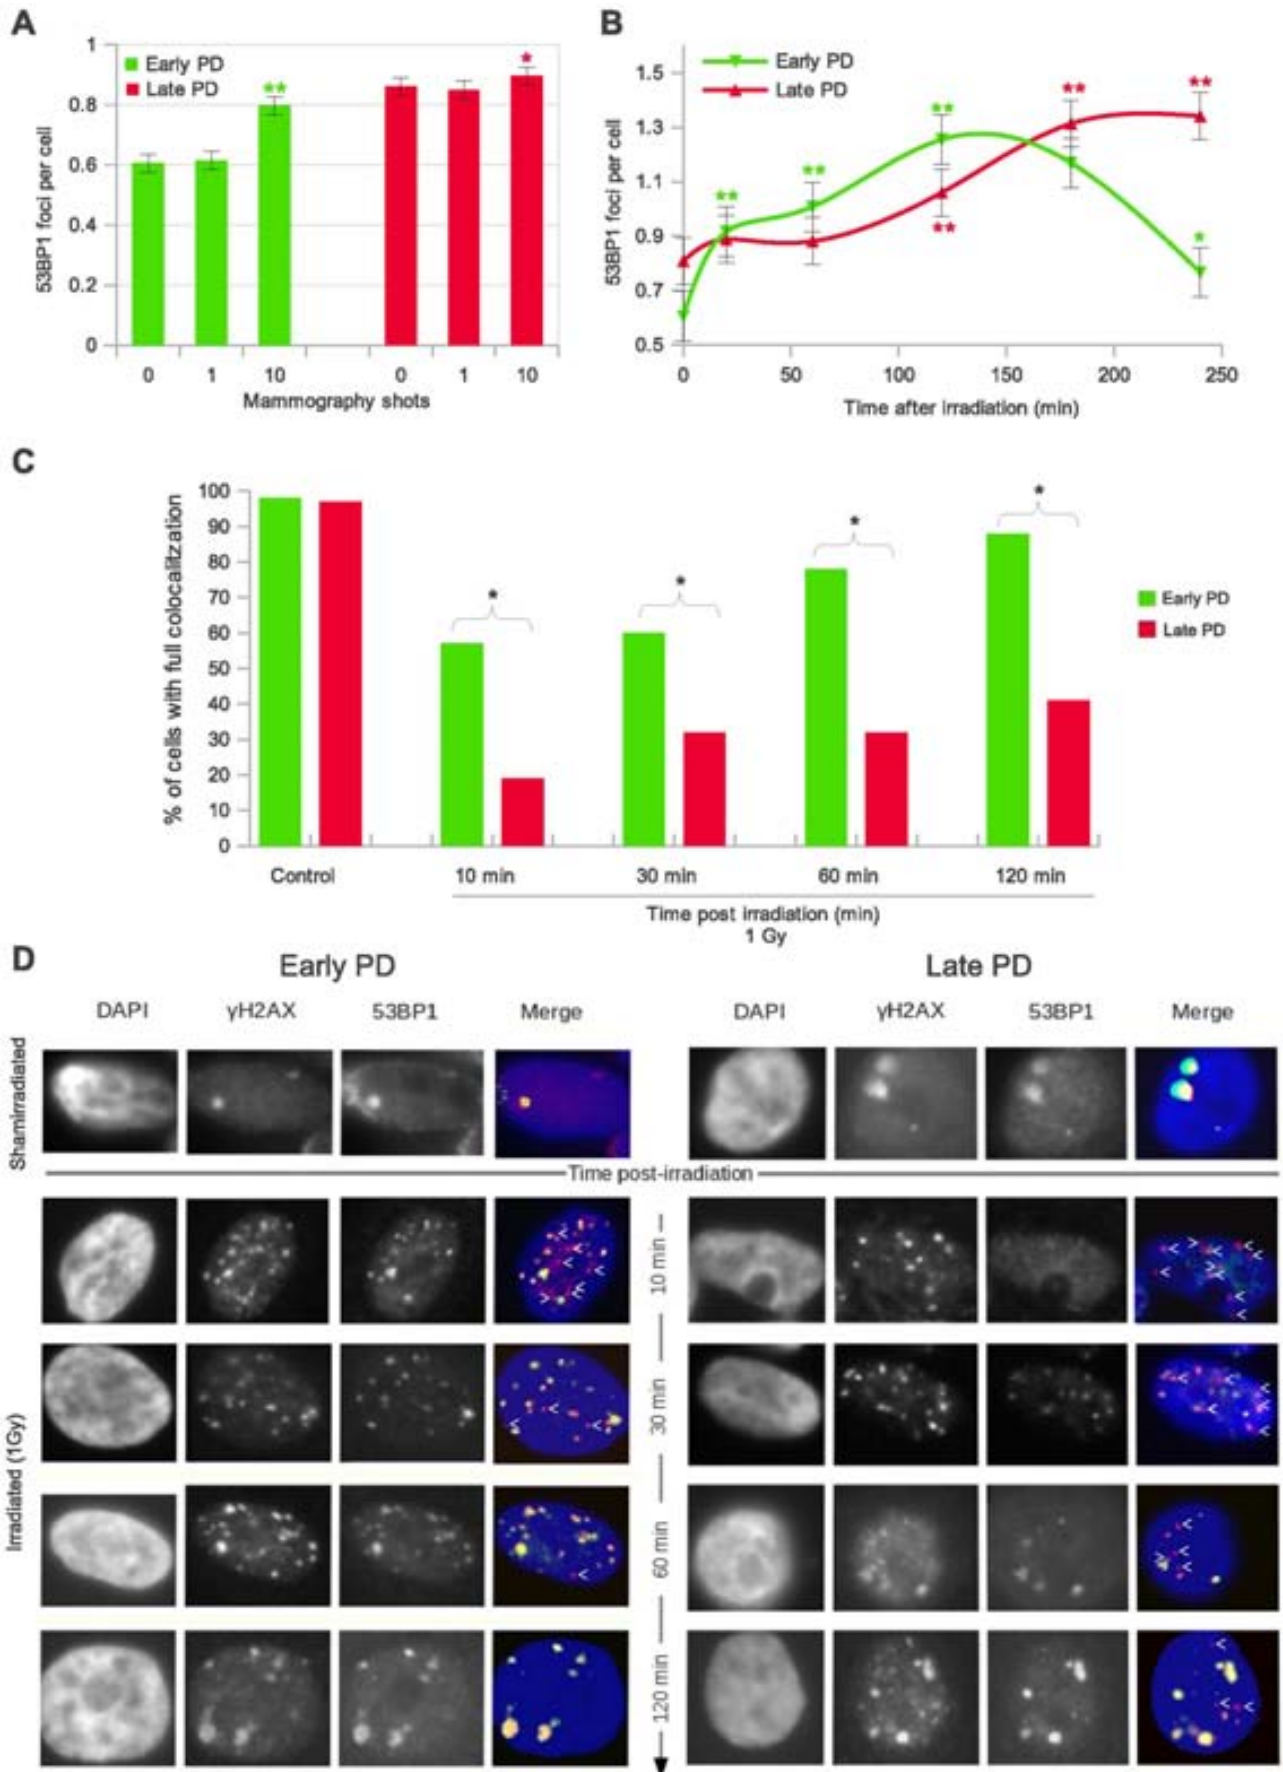 A
1
0.8
0.6
0.4
0.2
0
53BP1 foci per cell
Early PD
Late PD
**
*
0 1 10 0 1 10
Mammography shots
B
1.5
1.3
1.1
0.9
0.7
0.5
53BP1 foci per cell
Early PD
Late PD
** ** ** ** ** ** *
0 50 100 150 200 250
Time after irradiation (min)
C
100
90
80
70
60
50
40
30
20
10
0
% of cells with full colocalitzation
* * * *
Early PD
Late PD
Control 10 min 30 min 60 min 120 min
Time post irradiation (min)
1 Gy
D
Early PD Late PD
DAPI γH2AX 53BP1 Merge DAPI γH2AX 53BP1 Merge
Shamirradiated
Time post-irradiation
Irradiated (1Gy)
10 min
30 min
60 min
120 min